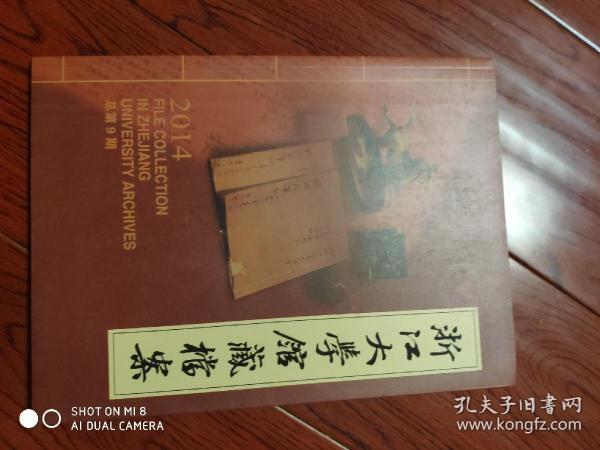 浙江大学馆藏档案
2014
FILE COLLECTION
IN ZHEJIANG
UNIVERSITY ARCHIVES
总第9期
SHOT ON MI 8
AI DUAL CAMERA
孔夫子旧书网
www.kongfz.com